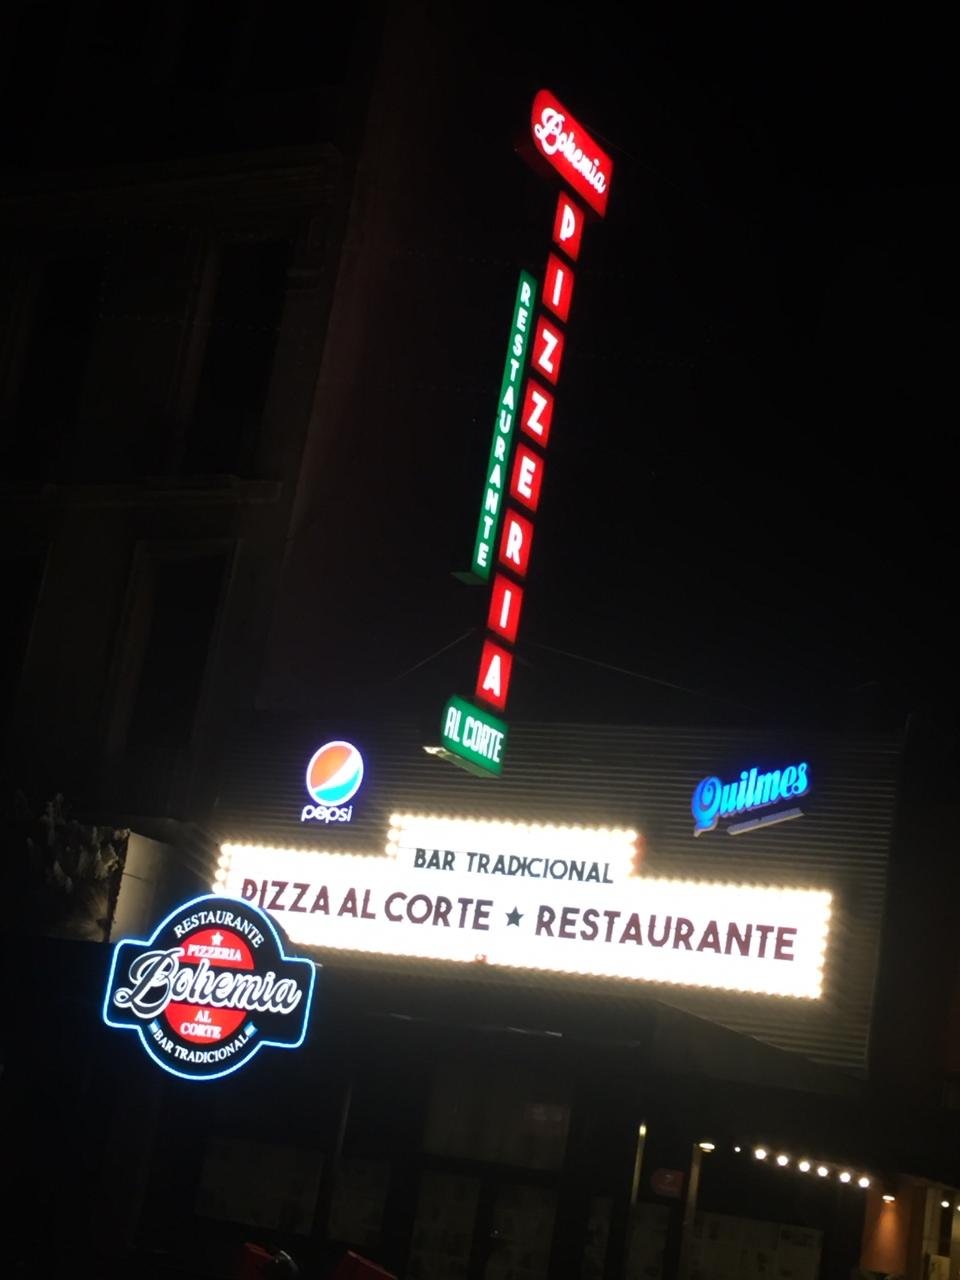 Bohemia
PIZZERIA
RESTAURANTE
AL CORTE
pepsi
Quilmes
BAR TRADICIONAL
PIZZA AL CORTE ★ RESTAURANTE
RESTAURANTE
PIZZERIA
Bohemia
AL
CORTE
BAR TRADICIONAL